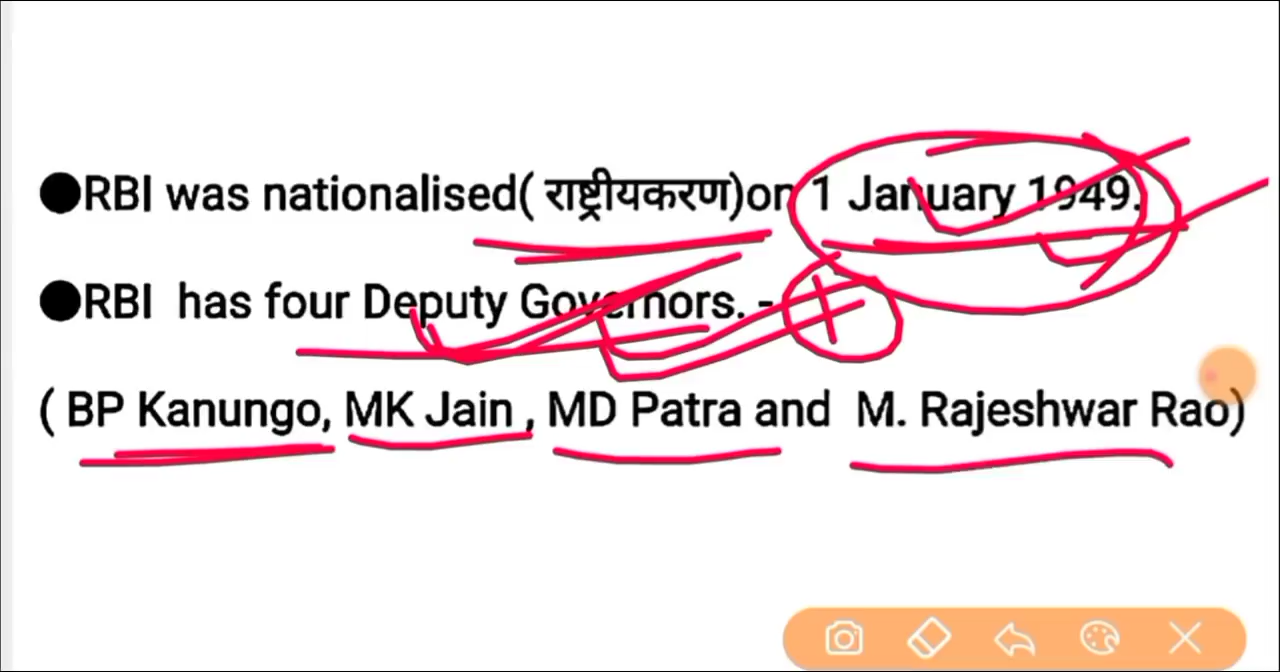 ●RBI was nationalised( राष्ट्रीयकरण)on 1 January 1949.
●RBI has four Deputy Governors. - 4
( BP Kanungo, MK Jain , MD Patra and M. Rajeshwar Rao)